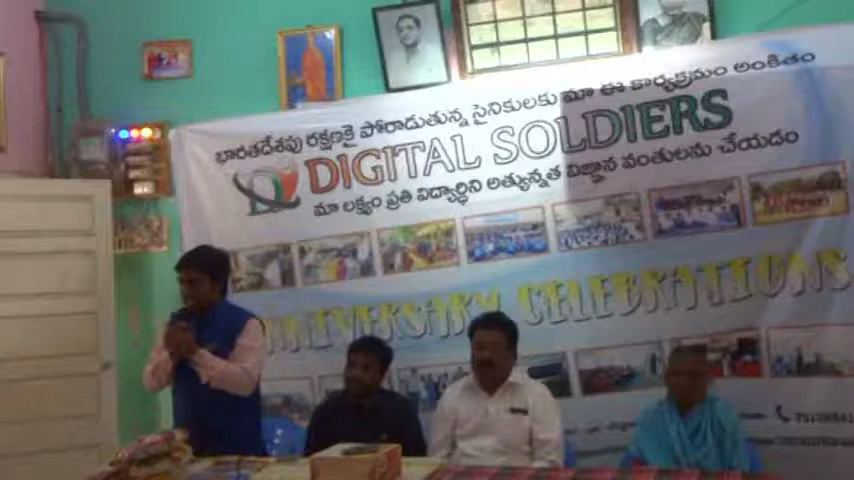 భారతదేశపు రక్షణకై పోరాడుతున్న సైనికులకు మా ఈ కార్యక్రమం అంకితం
DIGITAL SOLDIERS
మా లక్ష్యం ప్రతి విద్యార్థిని అత్యున్నత విజ్ఞాన వంతులను చేయడం
CELEBRATIONS